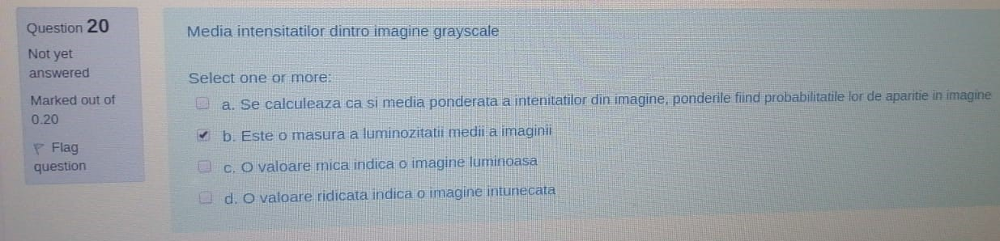 Question 20
Not yet
answered
Marked out of
0.20
Flag
question
Media intensitatilor dintro imagine grayscale
Select one or more:
a. Se calculeaza ca si media ponderata a intenitatilor din imagine, ponderile fiind probabilitatile lor de aparitie in imagine
b. Este o masura a luminozitatii medii a imaginii
c. O valoare mica indica o imagine luminoasa
d. O valoare ridicata indica o imagine intunecata